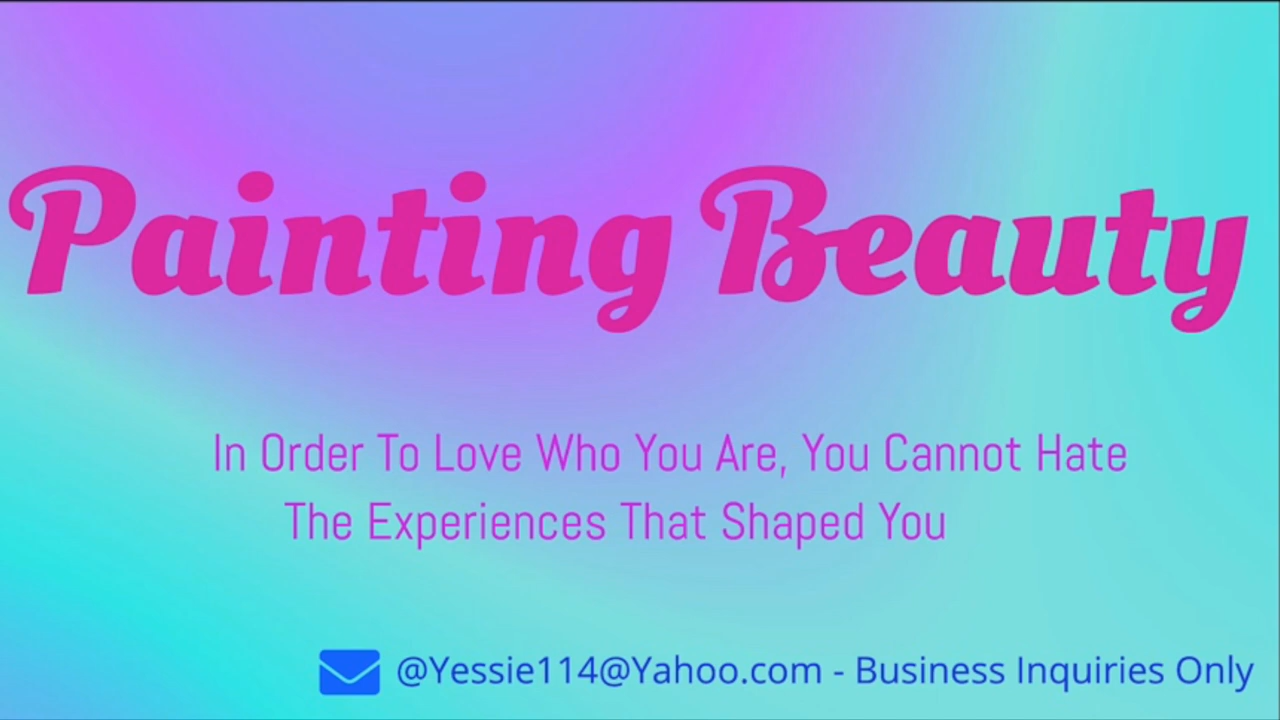 Painting Beauty
In Order To Love Who You Are, You Cannot Hate
The Experiences That Shaped You
@Yessie114@Yahoo.com - Business Inquiries Only